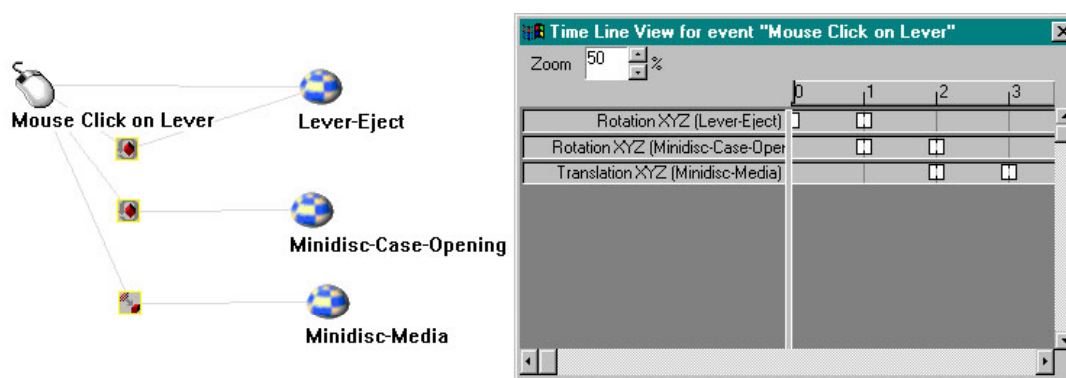 Mouse Click on Lever
Lever-Eject
Minidisc-Case-Opening
Minidisc-Media
Time Line View for event "Mouse Click on Lever"
Zoom 50 %
0 1 2 3
Rotation XYZ (Lever-Eject)
Rotation XYZ (Minidisc-Case-Oper
Translation XYZ (Minidisc-Media)